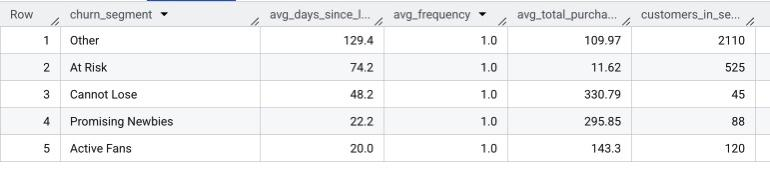 Row churn_segment avg_days_since_l... avg_frequency avg_total_purcha... customers_in_se...
1 Other 129.4 1.0 109.97 2110
2 At Risk 74.2 1.0 11.62 525
3 Cannot Lose 48.2 1.0 330.79 45
4 Promising Newbies 22.2 1.0 295.85 88
5 Active Fans 20.0 1.0 143.3 120